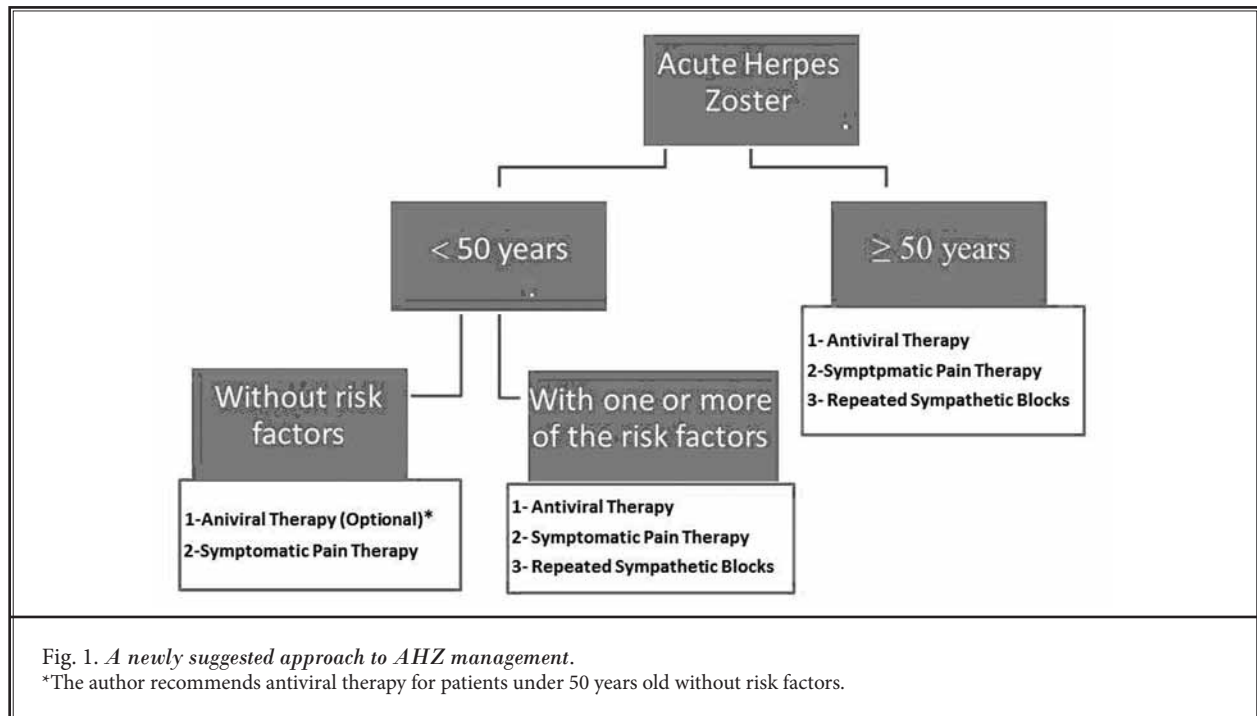 Acute Herpes
Zoster
< 50 years
≥ 50 years
1- Antiviral Therapy
2-Symptpmatic Pain Therapy
3- Repeated Sympathetic Blocks
Without risk
factors
1-Aniviral Therapy (Optional)*
2-Symptomatic Pain Therapy
With one or more
of the risk factors
1- Antiviral Therapy
2- Symptomatic Pain Therapy
3- Repeated Sympathetic Blocks
Fig. 1. A newly suggested approach to AHZ management.
*The author recommends antiviral therapy for patients under 50 years old without risk factors.